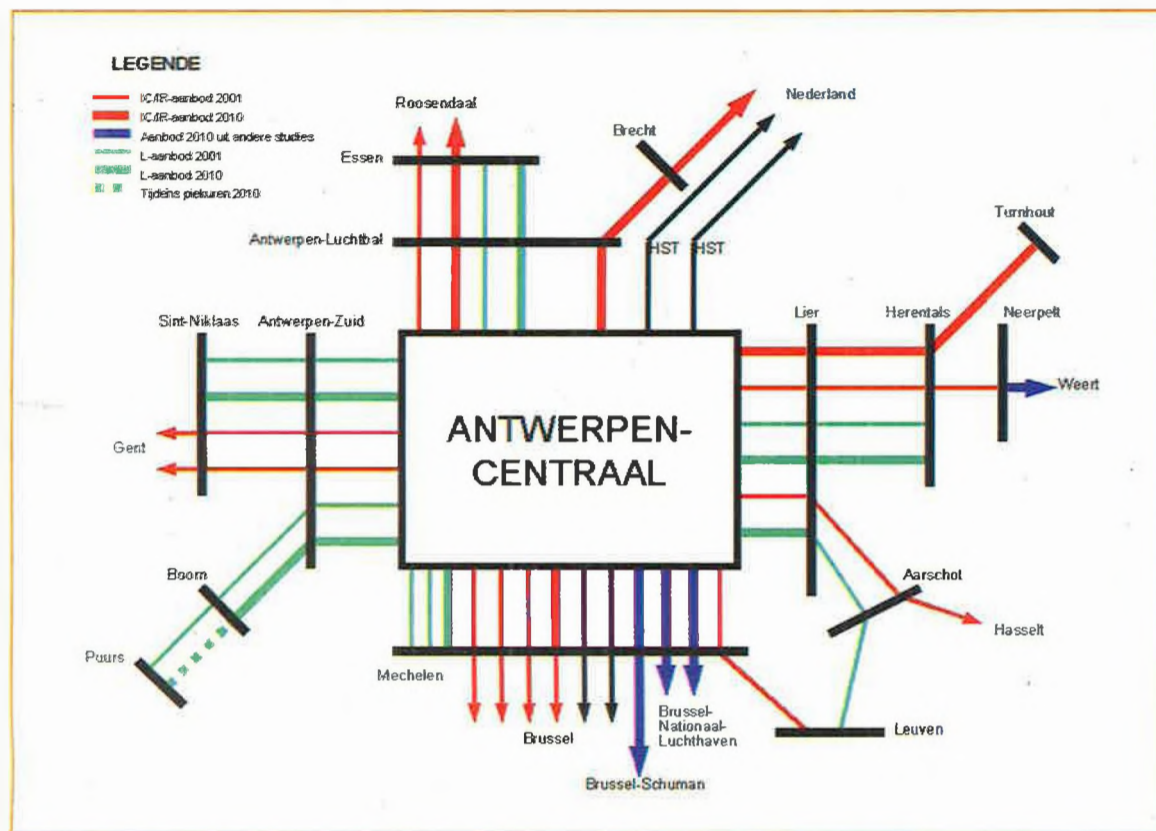 LEGENDE
IC/IR-aanbod 2001
IC/IR-aanbod 2010
Aanbod 2010 uit andere studies
L-aanbod 2001
L-aanbod 2010
Tijdens piekuren 2010
Roosendaal
Nederland
Brecht
Essen
Turnhout
Antwerpen-Luchtbal
HST
HST
Sint-Niklaas
Antwerpen-Zuid
Lier
Herentals
Neerpelt
Weert
ANTWERPEN-
CENTRAAL
Gent
Boom
Aarschot
Hasselt
Puurs
Mechelen
Brussel
Brussel-
Nationaal-
Luchthaven
Leuven
Brussel-Schuman